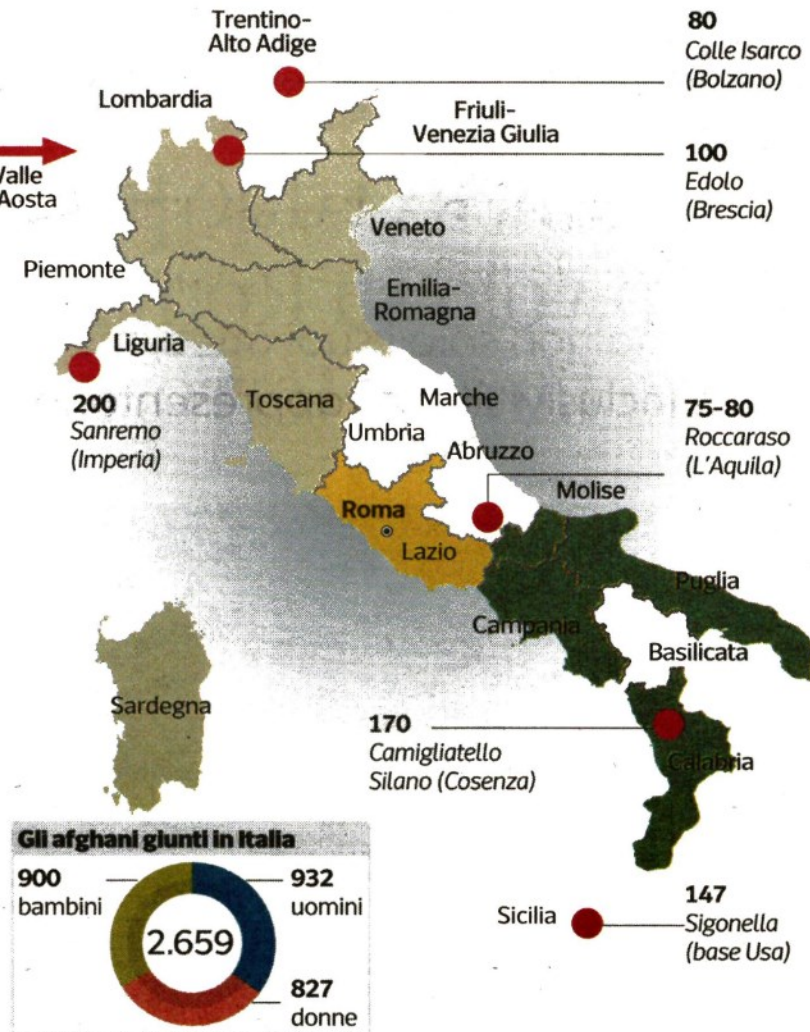 Trentino-
Alto Adige
80
Colle Isarco
(Bolzano)
Lombardia
Friuli-
Venezia Giulia
100
Edolo
(Brescia)
Valle
Aosta
Veneto
Piemonte
Emilia-
Romagna
Liguria
200
Sanremo
(Imperia)
Toscana
Marche
Umbria
Abruzzo
75-80
Roccaraso
(L'Aquila)
Molise
Roma
Lazio
Puglia
Campania
Basilicata
Sardegna
170
Camigliatello
Silano (Cosenza)
Calabria
Gli afghani giunti in Italia
900
bambini
932
uomini
2.659
827
donne
Sicilia
147
Sigonella
(base Usa)